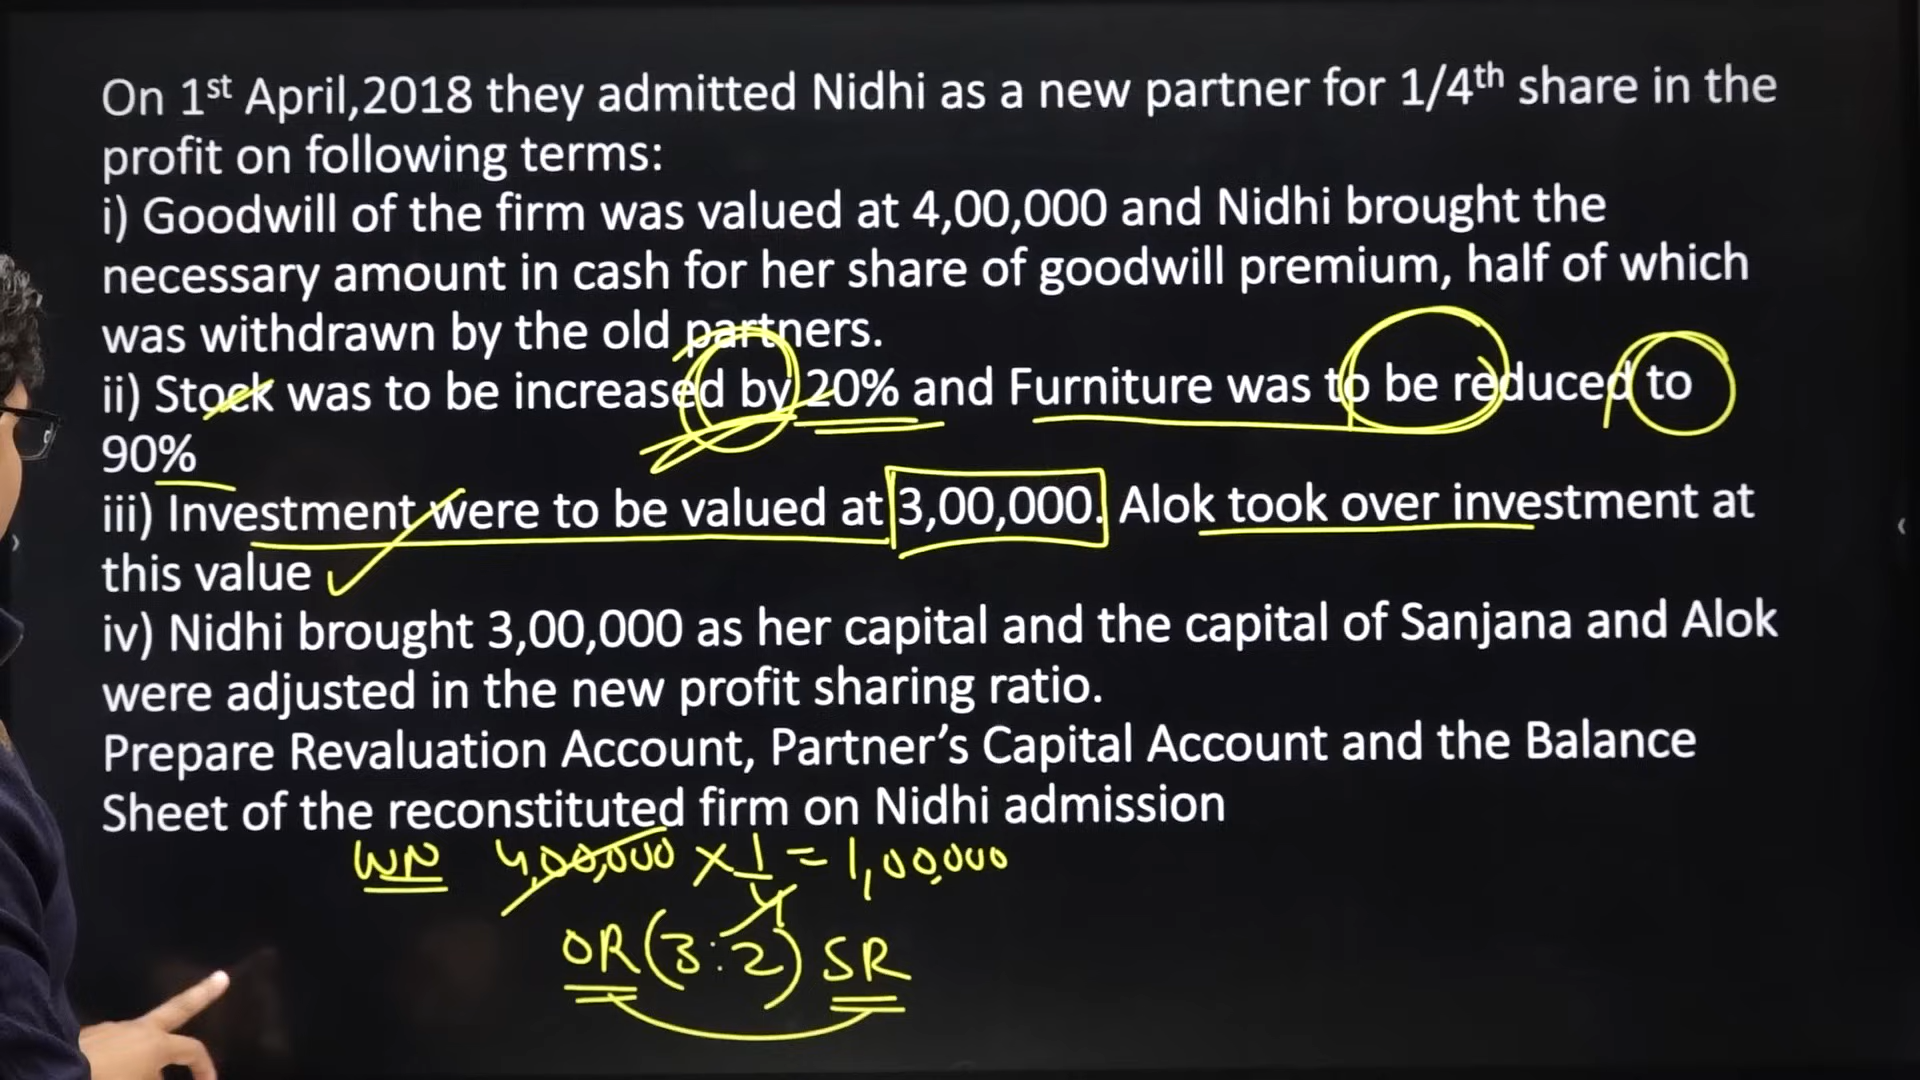 On 1st April,2018 they admitted Nidhi as a new partner for 1/4th share in the
profit on following terms:
i) Goodwill of the firm was valued at 4,00,000 and Nidhi brought the
necessary amount in cash for her share of goodwill premium, half of which
was withdrawn by the old partners.
ii) Stock was to be increased by 20% and Furniture was to be reduced to
90%
iii) Investment were to be valued at 3,00,000. Alok took over investment at
this value
iv) Nidhi brought 3,00,000 as her capital and the capital of Sanjana and Alok
were adjusted in the new profit sharing ratio.
Prepare Revaluation Account, Partner’s Capital Account and the Balance
Sheet of the reconstituted firm on Nidhi admission
WN 4,00,000 × 1/4 = 1,00,000
OR (3:2) SR